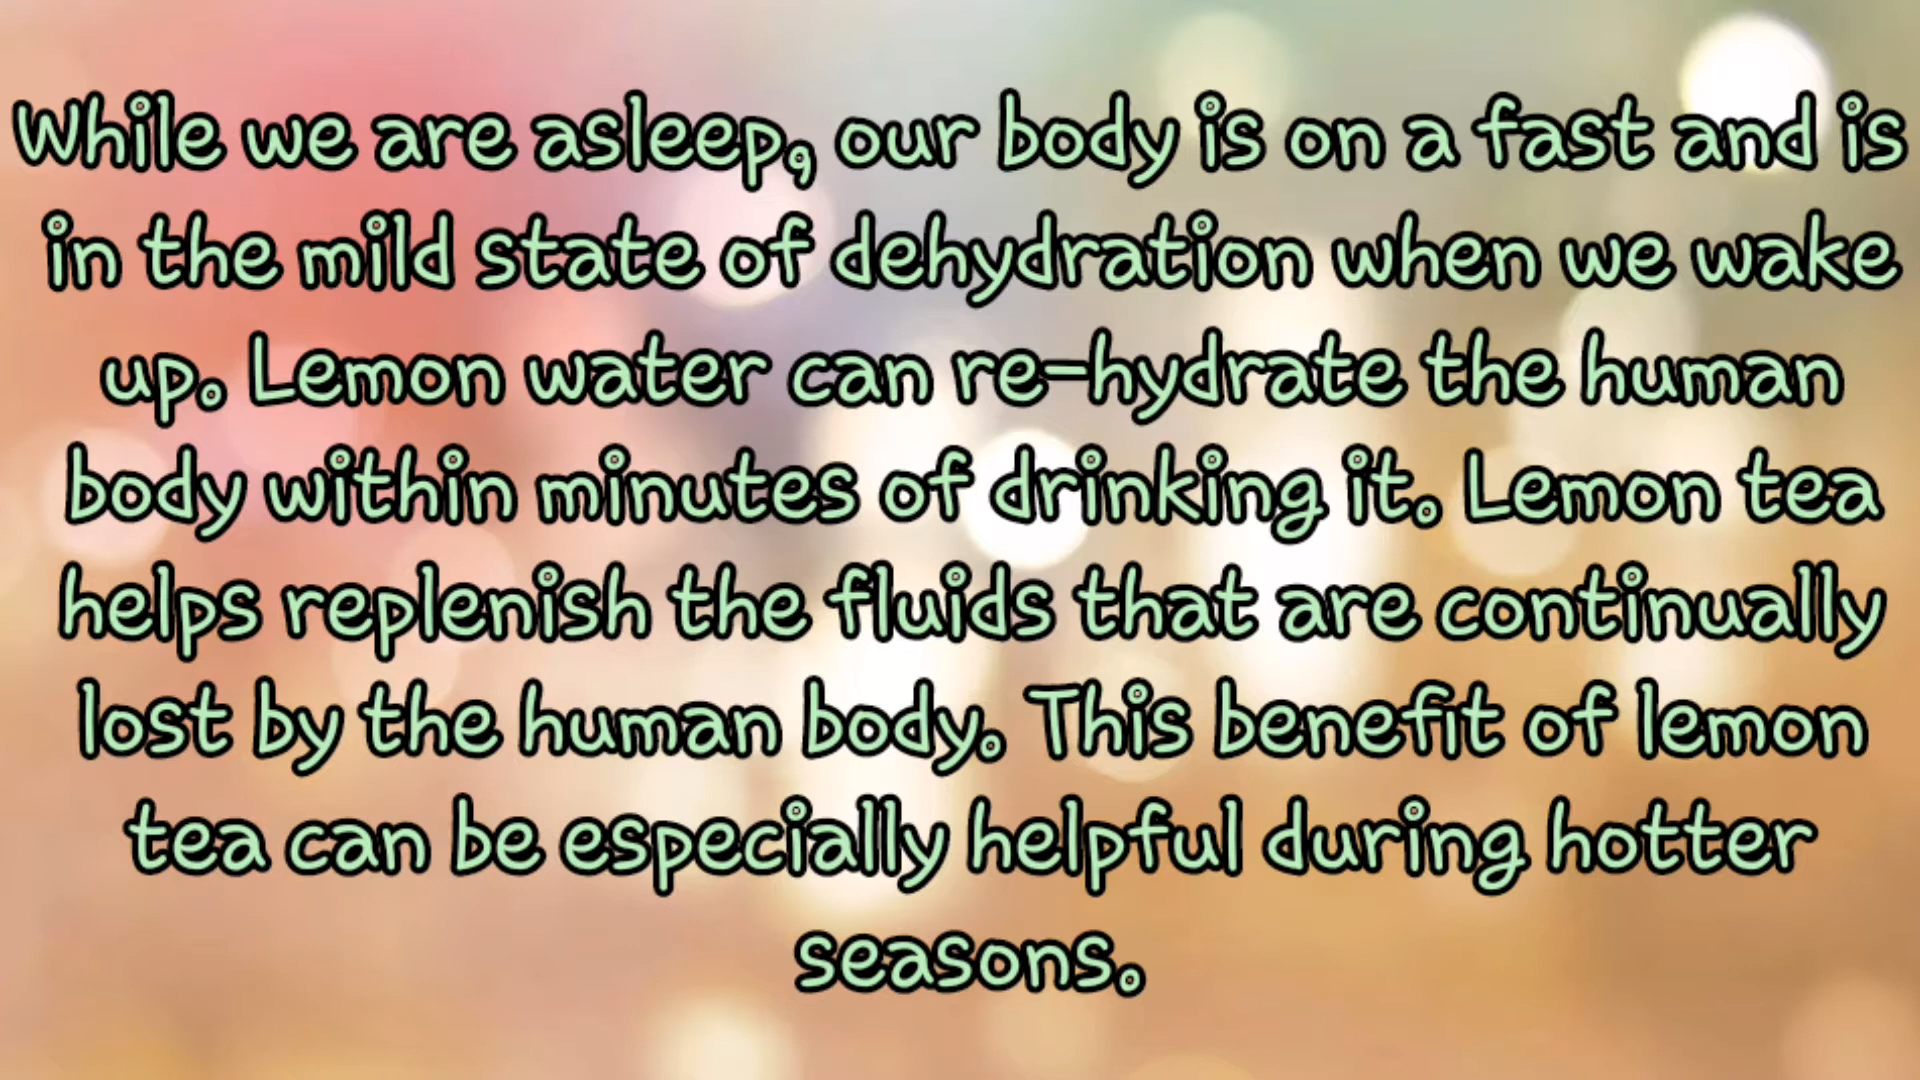 While we are asleep, our body is on a fast and is
in the mild state of dehydration when we wake
up. Lemon water can re-hydrate the human
body within minutes of drinking it. Lemon tea
helps replenish the fluids that are continually
lost by the human body. This benefit of lemon
tea can be especially helpful during hotter
seasons.